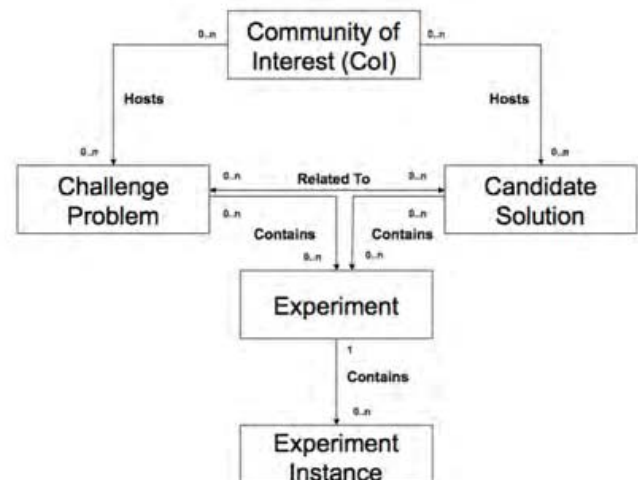 0..n
Community of
Interest (CoI)
0..n
Hosts
Hosts
0..n
0..n
Challenge
Problem
0..n
Related To
0..n
Candidate
Solution
0..n
0..n
Contains
Contains
0..n
0..n
Experiment
1
Contains
0..n
Experiment
Instance